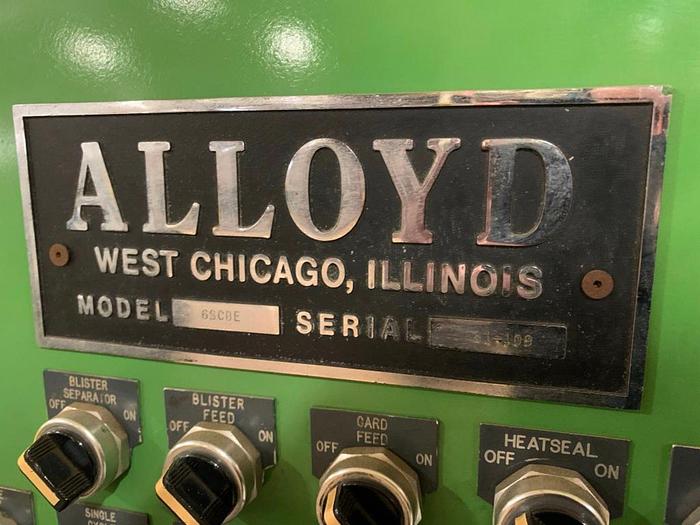 ALLOYD
WEST CHICAGO, ILLINOIS
MODEL 6SC8E SERIAL
BLISTER
SEPARATOR
OFF ON
BLISTER
FEED
OFF ON
CARD
FEED
OFF ON
HEATSEAL
OFF ON
SINGLE